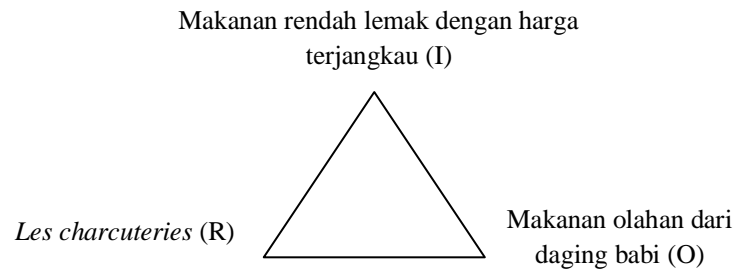 Makanan rendah lemak dengan harga
terjangkau (I)
Les charcuteries (R)
Makanan olahan dari
daging babi (O)